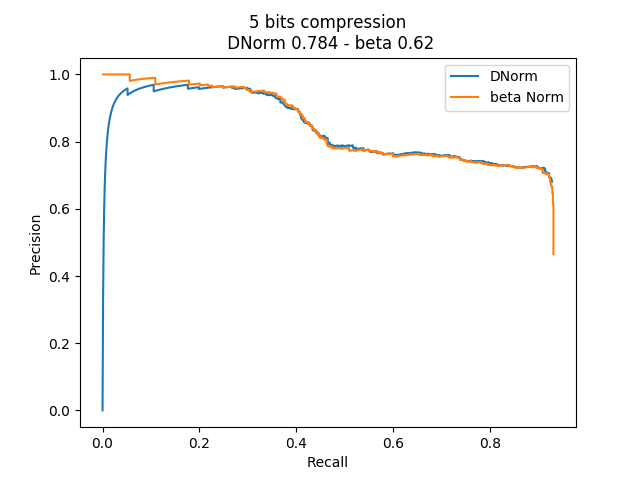 5 bits compression
DNorm 0.784 - beta 0.62
DNorm
beta Norm
1.0
0.8
0.6
0.4
0.2
0.0
Precision
0.0 0.2 0.4 0.6 0.8
Recall